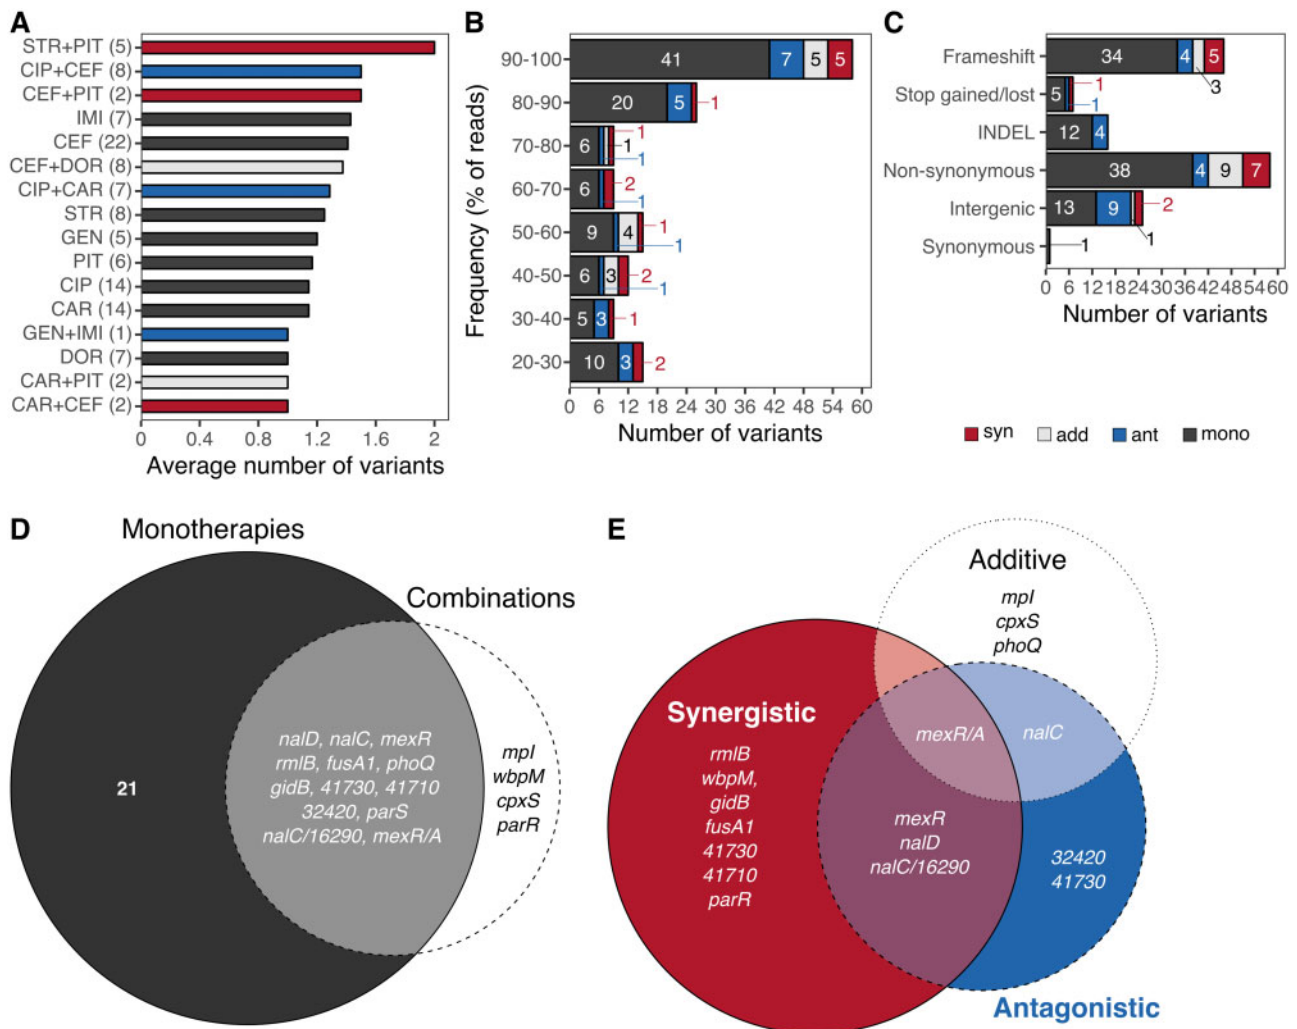 A
STR+PIT (5)
CIP+CEF (8)
CEF+PIT (2)
IMI (7)
CEF (22)
CEF+DOR (8)
CIP+CAR (7)
STR (8)
GEN (5)
PIT (6)
CIP (14)
CAR (14)
GEN+IMI (1)
DOR (7)
CAR+PIT (2)
CAR+CEF (2)
0 0.4 0.8 1.2 1.6 2
Average number of variants
B
Frequency (% of reads)
90-100 41 7 5 5
80-90 20 5 1
70-80 6 1 1 1
60-70 6 2 1
50-60 9 4 1 1
40-50 6 3 2 1
30-40 5 3 1
20-30 10 3 2
0 6 12 18 24 30 36 42 48 54 60
Number of variants
C
Frameshift 34 4 5 3
Stop gained/lost 5 1 1
INDEL 12 4
Non-synonymous 38 4 9 7
Intergenic 13 9 2 1
Synonymous 1
0 6 12 18 24 30 36 42 48 54 60
Number of variants
syn add ant mono
D
Monotherapies
Combinations
21
nalD, nalC, mexR
rmlB, fusA1, phoQ
gidB, 41730, 41710
32420, parS
nalC/16290, mexR/A
mpl
wbpM
cpxS
parR
E
Additive
mpl
cpxS
phoQ
Synergistic
rmlB
wbpM,
gidB
fusA1
41730
41710
parR
mexR/A
nalC
mexR
nalD
nalC/16290
32420
41730
Antagonistic